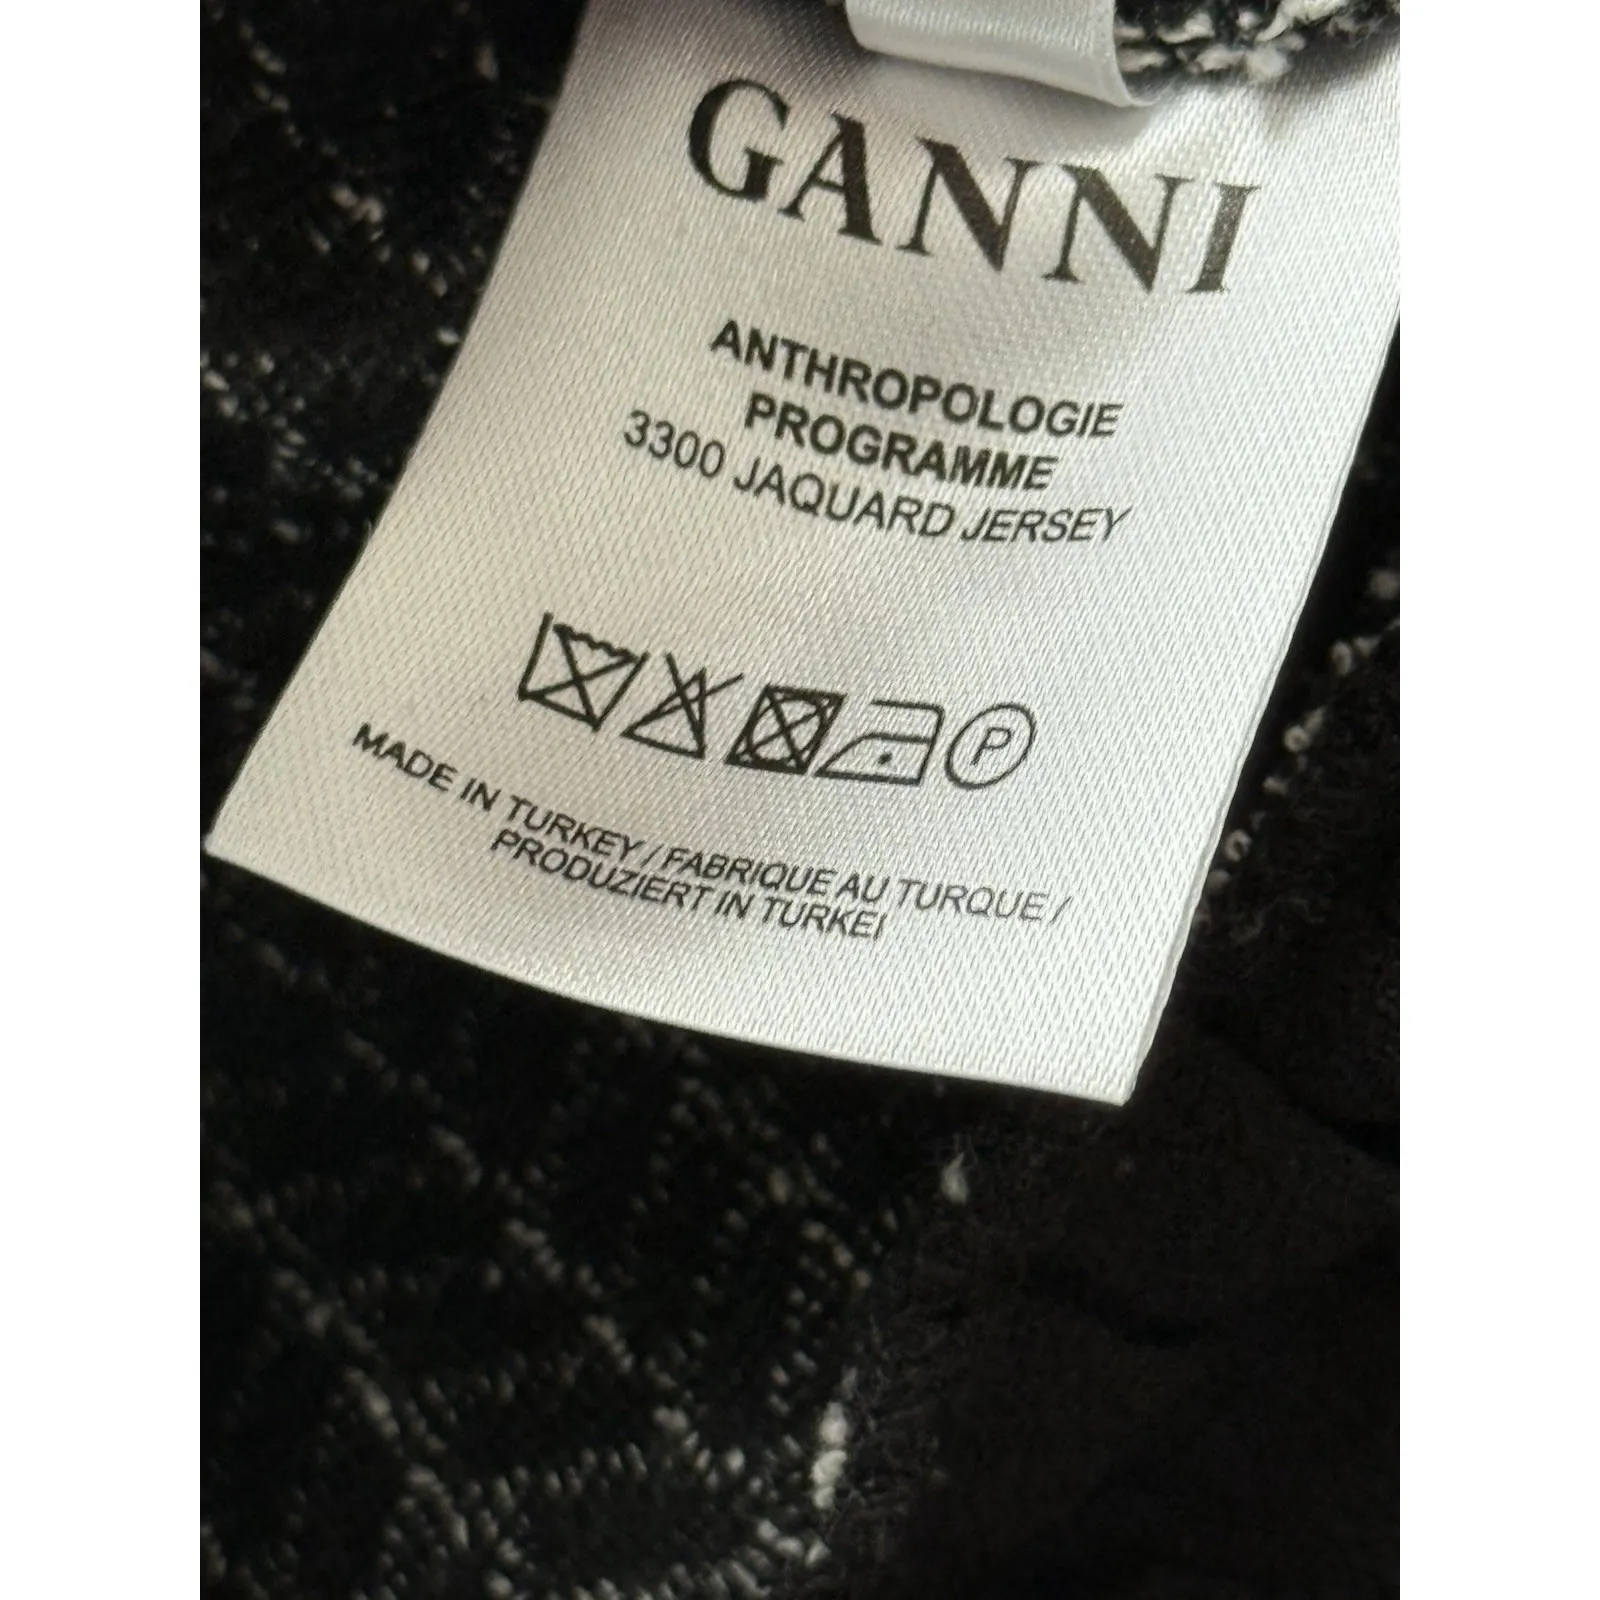 GANNI
ANTHROPOLOGIE
PROGRAMME
3300 JAQUARD JERSEY
P
MADE IN TURKEY / FABRIQUE AU TURQUE /
PRODUZIERT IN TURKEI